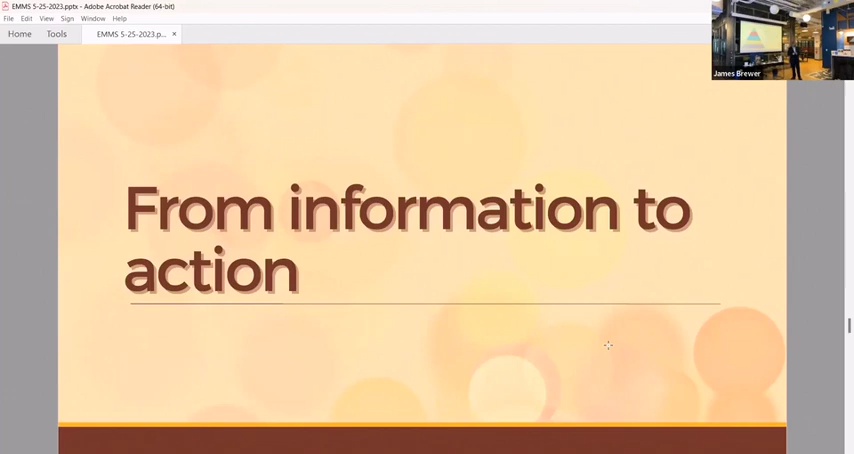 EMMS 5-25-2023.pptx - Adobe Acrobat Reader (64-bit)
File Edit View Sign Window Help
Home Tools EMMS 5-25-2023.p... ×
James Brewer
From information to
action